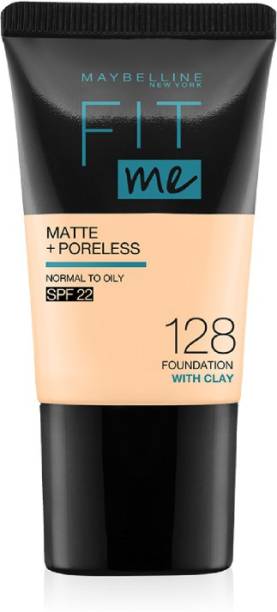 MAYBELLINE
NEW YORK
FIT
me
MATTE
+ PORELESS
NORMAL TO OILY
SPF 22
128
FOUNDATION
WITH CLAY